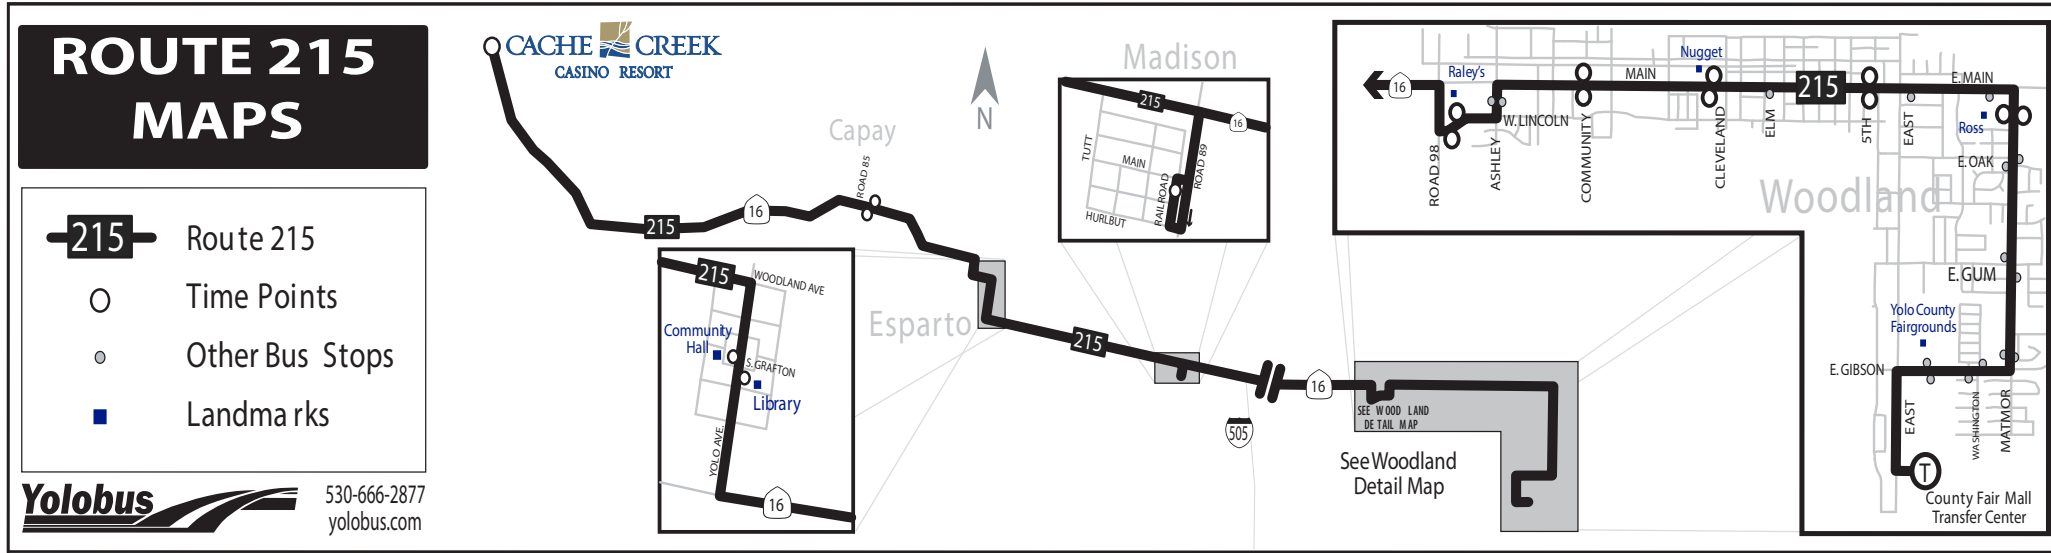 ROUTE 215
MAPS
215 Route 215
Time Points
Other Bus Stops
Landmarks
Yolobus
530-666-2877
yolobus.com
CACHE CREEK
CASINO RESORT
N
Capay
ROAD 85
16
215
Esparto
215
WOODLAND AVE
Community
Hall
S. GRAFTON
Library
YOLO AVE.
16
215
Madison
215
16
TUTT
MAIN
ROAD 89
RAILROAD
HURLBUT
505
16
SEE WOOD LAND
DETAIL MAP
See Woodland
Detail Map
16
Raley's
Nugget
MAIN
215
E. MAIN
W. LINCOLN
Ross
ROAD 98
ASHLEY
COMMUNITY
CLEVELAND
ELM
5TH
EAST
E. OAK
Woodland
E. GUM
Yolo County
Fairgrounds
E. GIBSON
EAST
WASHINGTON
MATMOR
T
County Fair Mall
Transfer Center